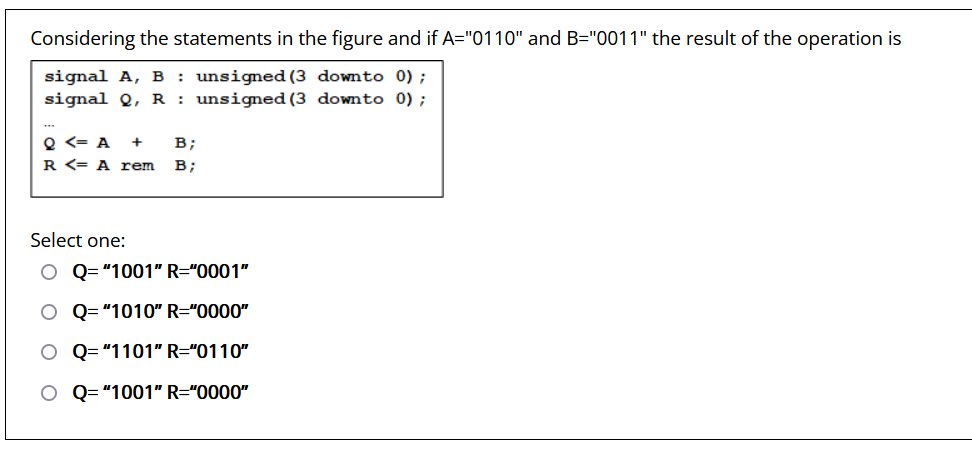 Considering the statements in the figure and if A="0110" and B="0011" the result of the operation is
signal A, B : unsigned(3 downto 0);
signal Q, R : unsigned(3 downto 0);
...
Q <= A + B;
R <= A rem B;
Select one:
Q= “1001” R=“0001”
Q= “1010” R=“0000”
Q= “1101” R=“0110”
Q= “1001” R=“0000”